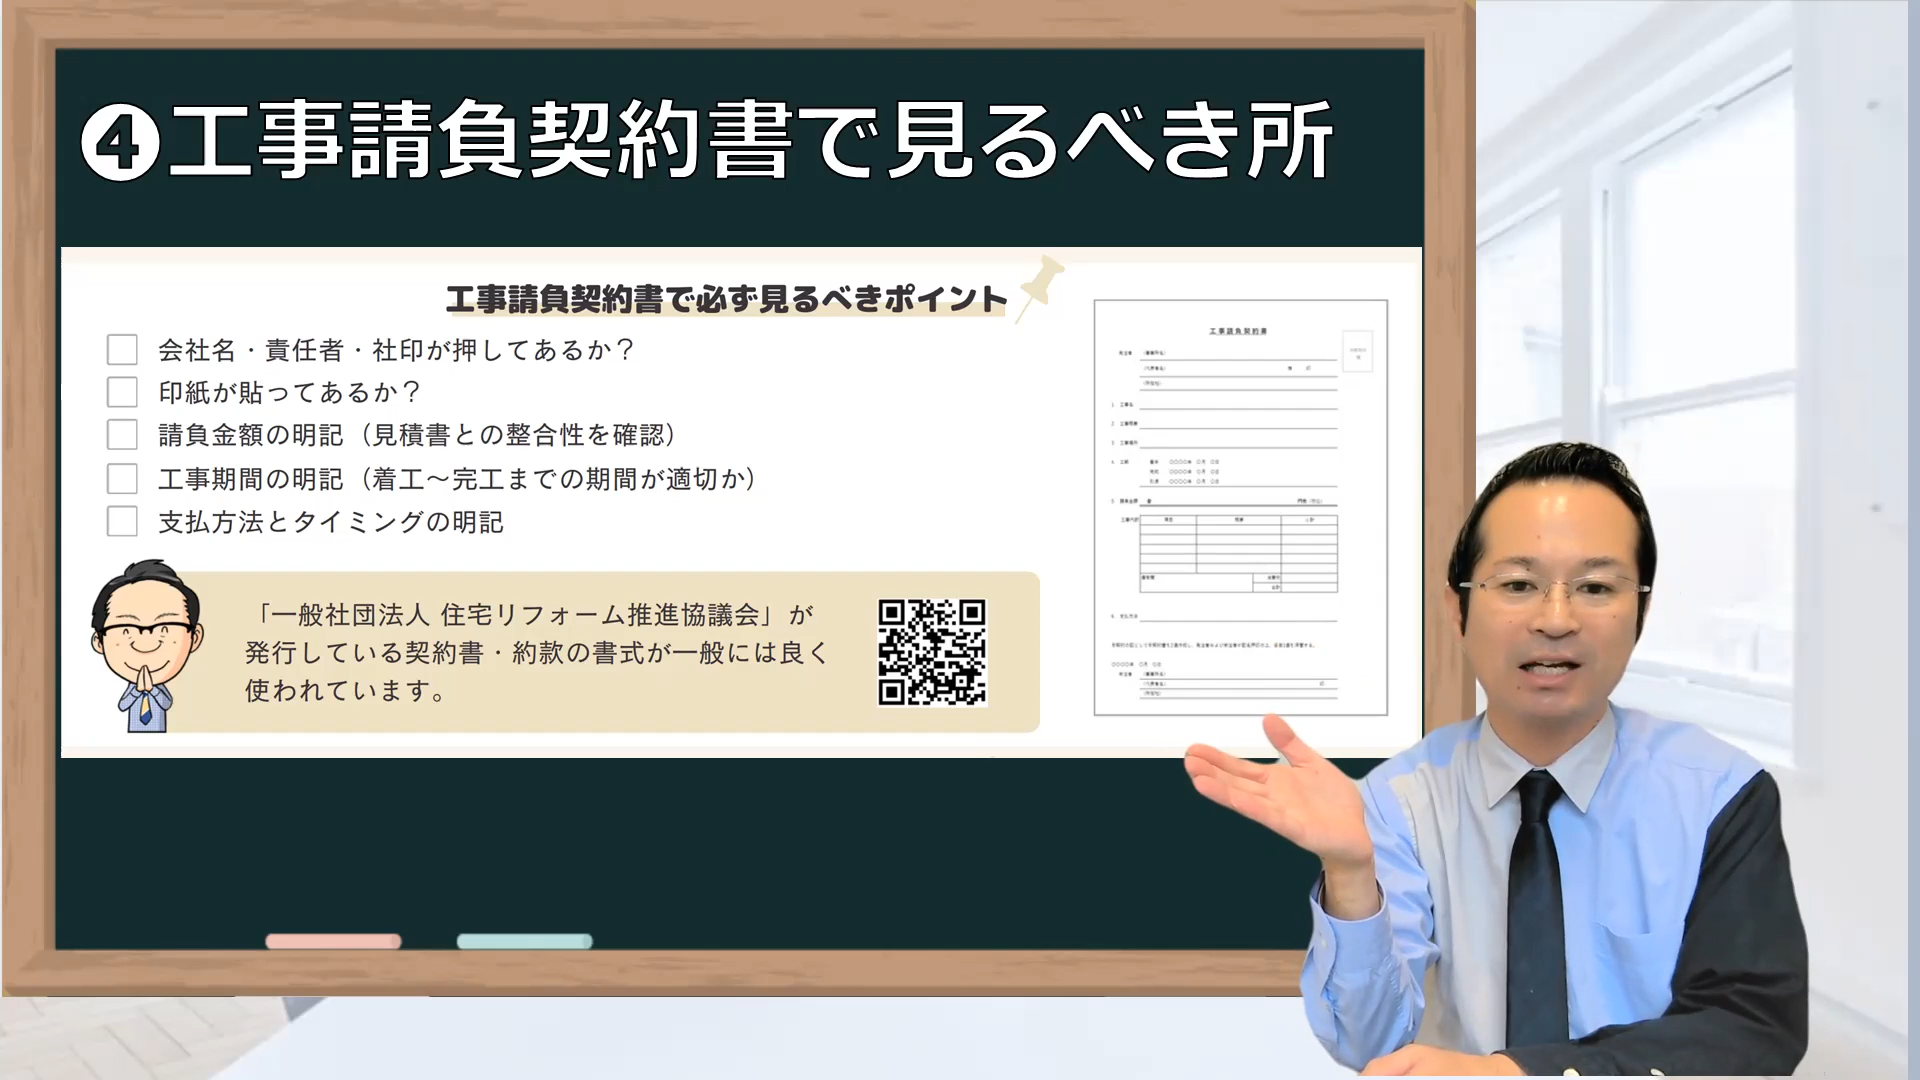 ❹工事請負契約書で見るべき所
工事請負契約書で必ず見るべきポイント
会社名・責任者・社印が押してあるか？
印紙が貼ってあるか？
請負金額の明記（見積書との整合性を確認）
工事期間の明記（着工～完工までの期間が適切か）
支払方法とタイミングの明記
「一般社団法人 住宅リフォーム推進協議会」が
発行している契約書・約款の書式が一般には良く
使われています。
工事請負契約書